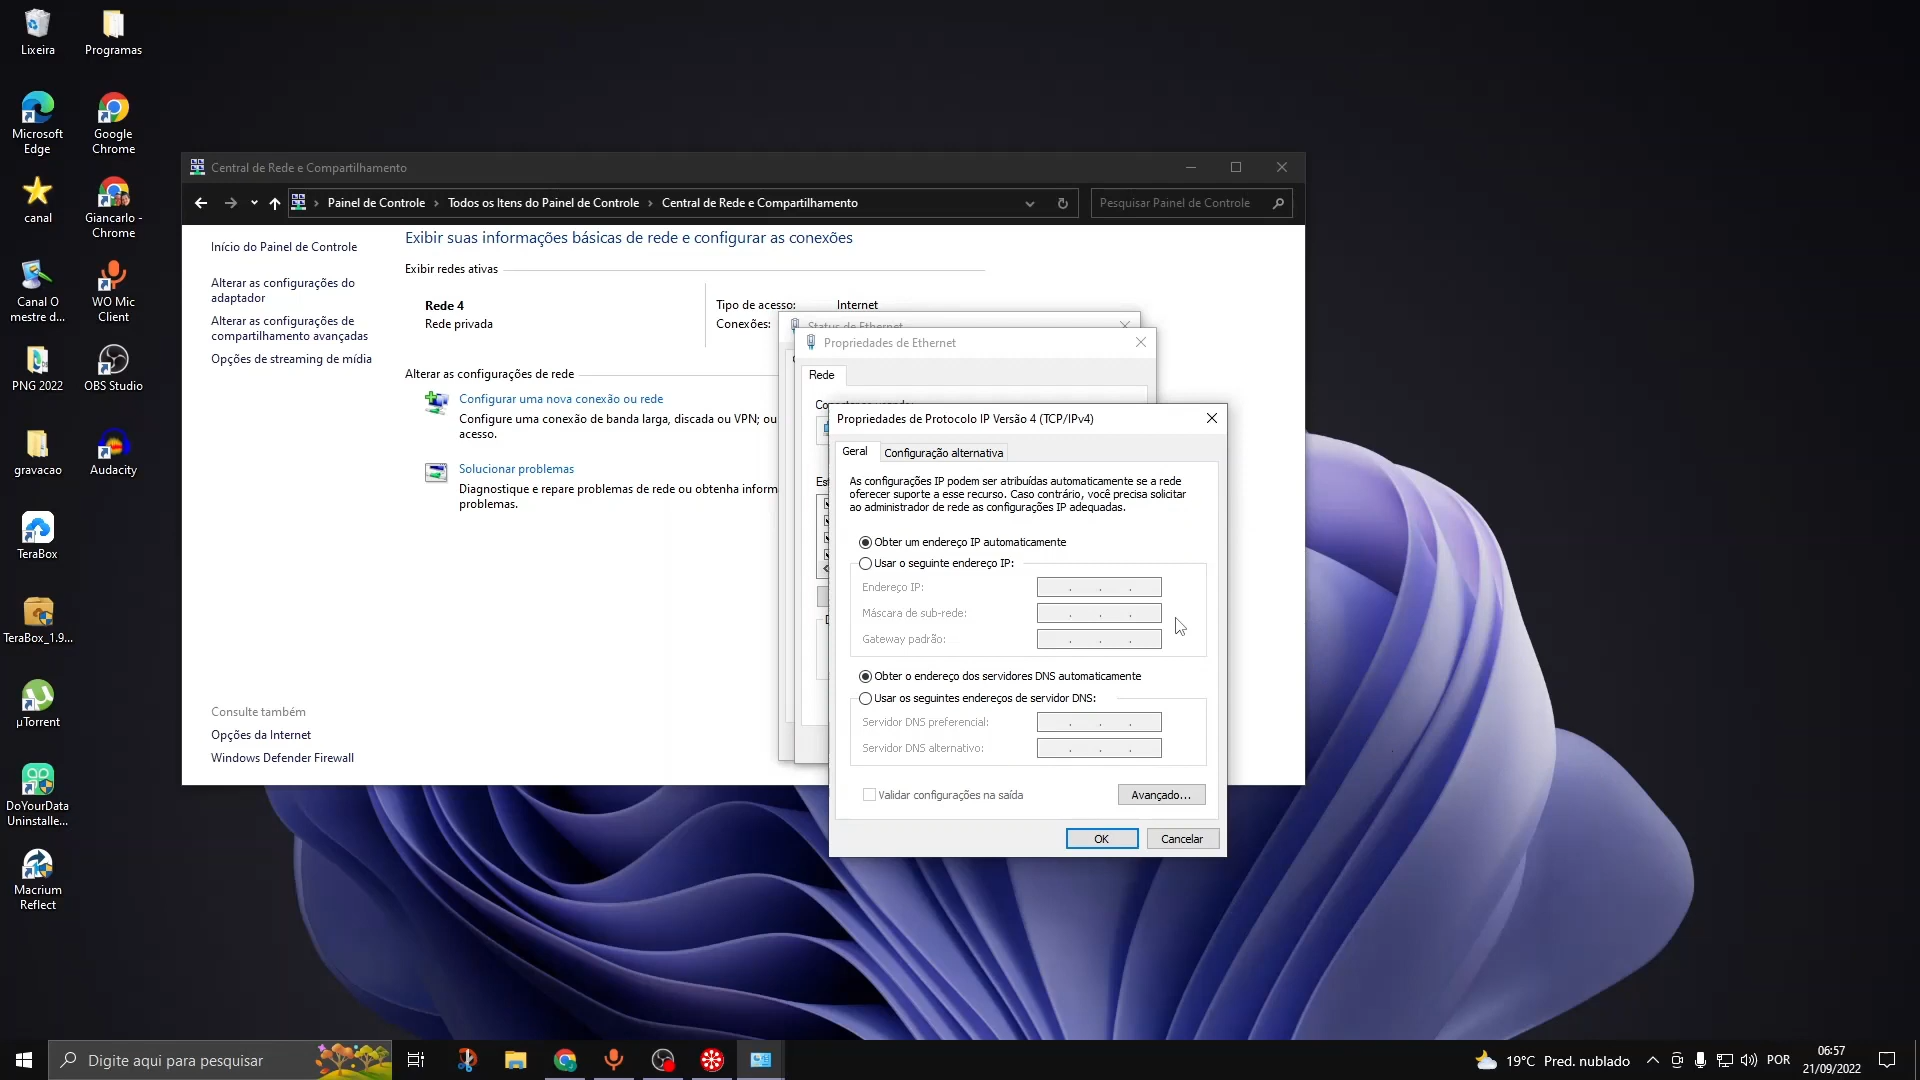 Lixeira
Programas
Microsoft
Edge
Google
Chrome
canal
Giancarlo -
Chrome
Canal O
mestre d...
WO Mic
Client
PNG 2022
OBS Studio
gravacao
Audacity
TeraBox
TeraBox_1.9...
µTorrent
DoYourData
Uninstalle...
Macrium
Reflect
Central de Rede e Compartilhamento
Painel de Controle › Todos os Itens do Painel de Controle › Central de Rede e Compartilhamento
Pesquisar Painel de Controle
Início do Painel de Controle
Alterar as configurações do
adaptador
Alterar as configurações de
compartilhamento avançadas
Opções de streaming de mídia
Consulte também
Opções da Internet
Windows Defender Firewall
Exibir suas informações básicas de rede e configurar as conexões
Exibir redes ativas
Rede 4
Rede privada
Tipo de acesso: Internet
Conexões:
Alterar as configurações de rede
Configurar uma nova conexão ou rede
Configure uma conexão de banda larga, discada ou VPN; ou
acesso.
Solucionar problemas
Diagnostique e repare problemas de rede ou obtenha inform
problemas.
Status de Ethernet
Propriedades de Ethernet
Rede
Propriedades de Protocolo IP Versão 4 (TCP/IPv4)
Geral
Configuração alternativa
As configurações IP podem ser atribuídas automaticamente se a rede
oferecer suporte a esse recurso. Caso contrário, você precisa solicitar
ao administrador de rede as configurações IP adequadas.
Obter um endereço IP automaticamente
Usar o seguinte endereço IP:
Endereço IP:
Máscara de sub-rede:
Gateway padrão:
Obter o endereço dos servidores DNS automaticamente
Usar os seguintes endereços de servidor DNS:
Servidor DNS preferencial:
Servidor DNS alternativo:
Validar configurações na saída
Avançado...
OK
Cancelar
Digite aqui para pesquisar
19°C Pred. nublado
POR
06:57
21/09/2022